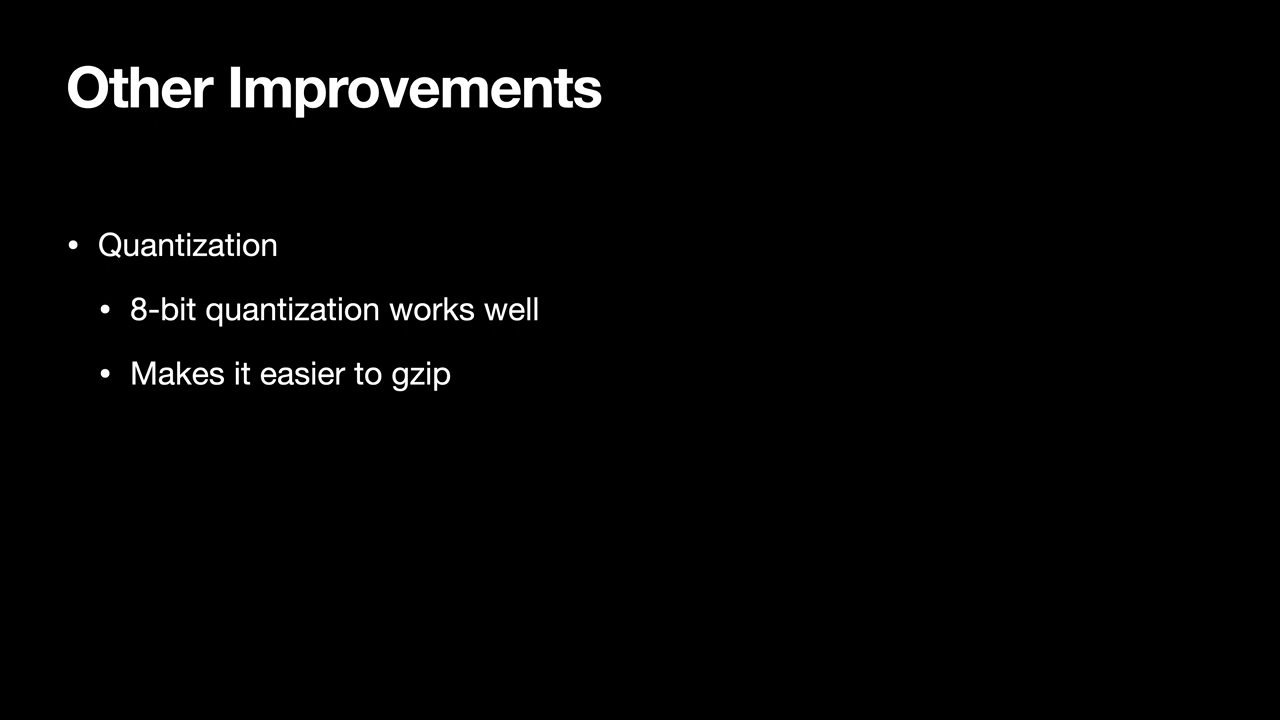 Other Improvements
• Quantization
• 8-bit quantization works well
• Makes it easier to gzip